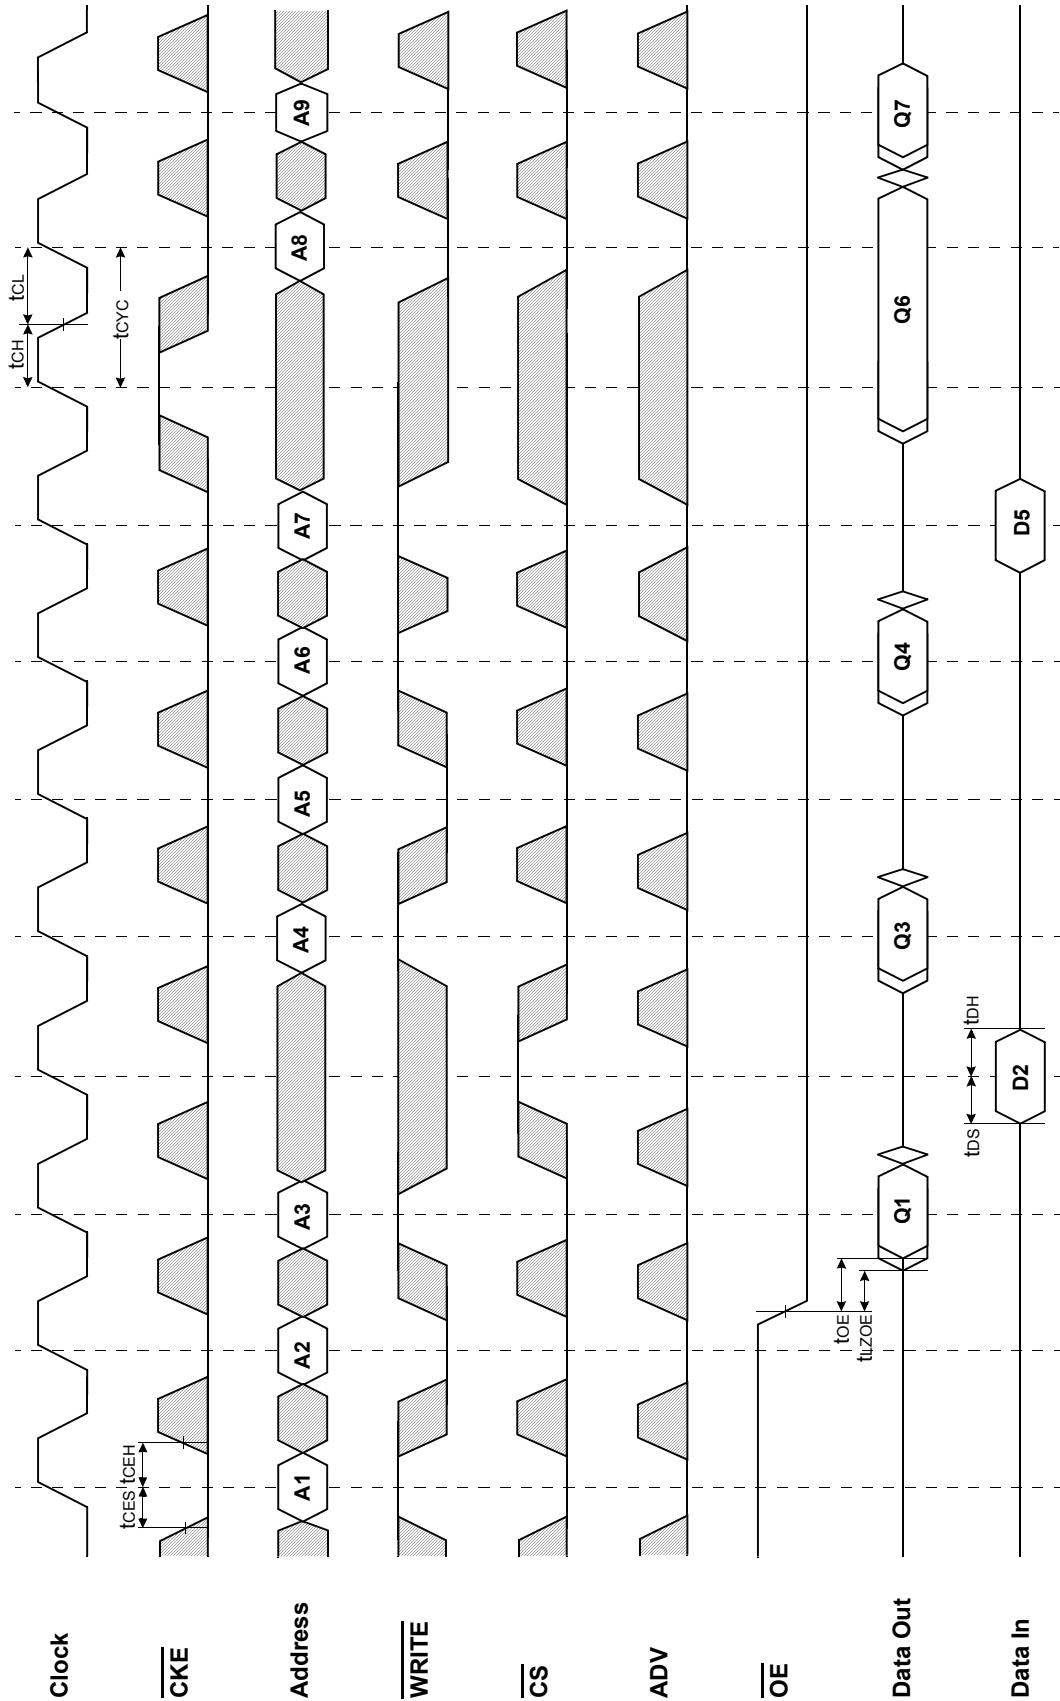 Clock
tCH tCL
CKE
tCES tCEH
tCYC
Address
A1 A2 A3 A4 A5 A6 A7 A8 A9
WRITE
CS
ADV
OE
tOE
tLZOE
Data Out
Q1 Q3 Q4 Q6 Q7
tDS tDH
Data In
D2 D5